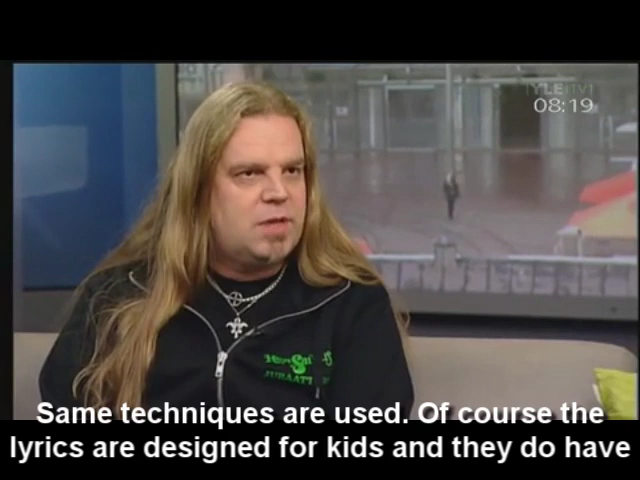 YLE TV1
08:19
Same techniques are used. Of course the
lyrics are designed for kids and they do have